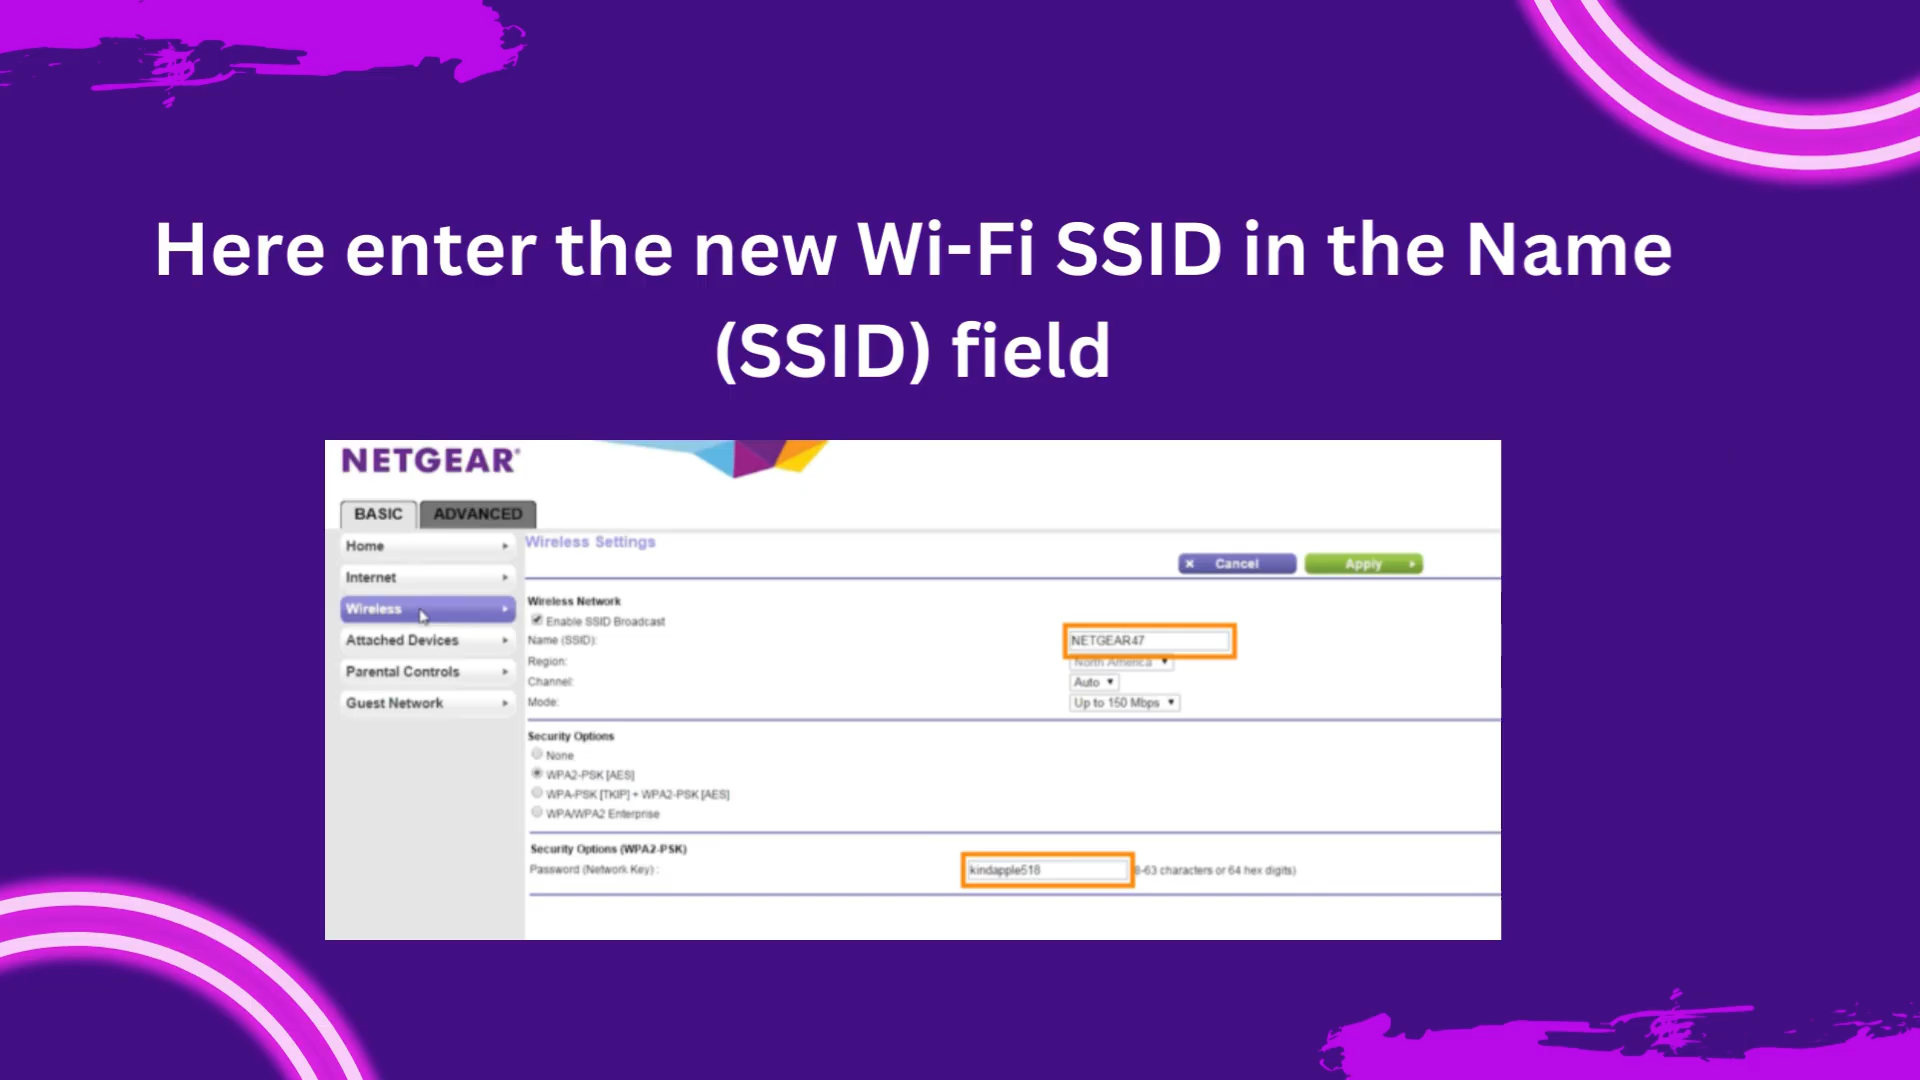 Here enter the new Wi-Fi SSID in the Name
(SSID) field
NETGEAR®
BASIC ADVANCED
Home
Internet
Wireless
Attached Devices
Parental Controls
Guest Network
Wireless Settings
Cancel Apply
Wireless Network
Enable SSID Broadcast
Name (SSID): NETGEAR47
Region: North America
Channel: Auto
Mode: Up to 150 Mbps
Security Options
None
WPA2-PSK [AES]
WPA-PSK [TKIP] + WPA2-PSK [AES]
WPA/WPA2 Enterprise
Security Options (WPA2-PSK)
Password (Network Key) : kindapple518 8-63 characters or 64 hex digits)